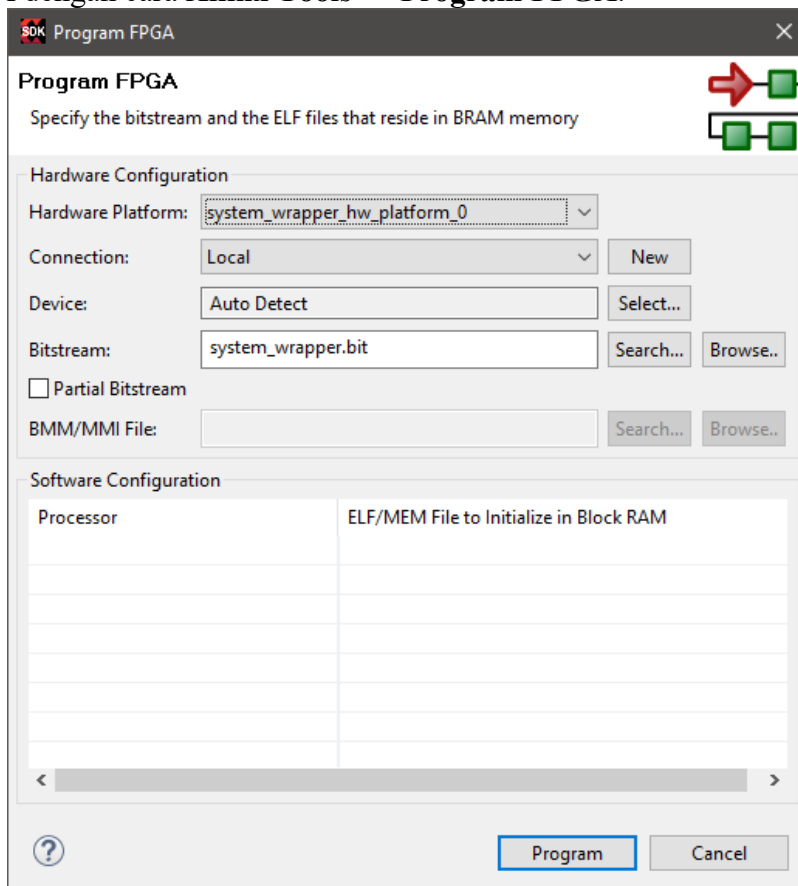 SDK Program FPGA
Program FPGA
Specify the bitstream and the ELF files that reside in BRAM memory
Hardware Configuration
Hardware Platform: system_wrapper_hw_platform_0
Connection: Local New
Device: Auto Detect Select...
Bitstream: system_wrapper.bit Search... Browse..
Partial Bitstream
BMM/MMI File: Search... Browse..
Software Configuration
Processor ELF/MEM File to Initialize in Block RAM
? Program Cancel